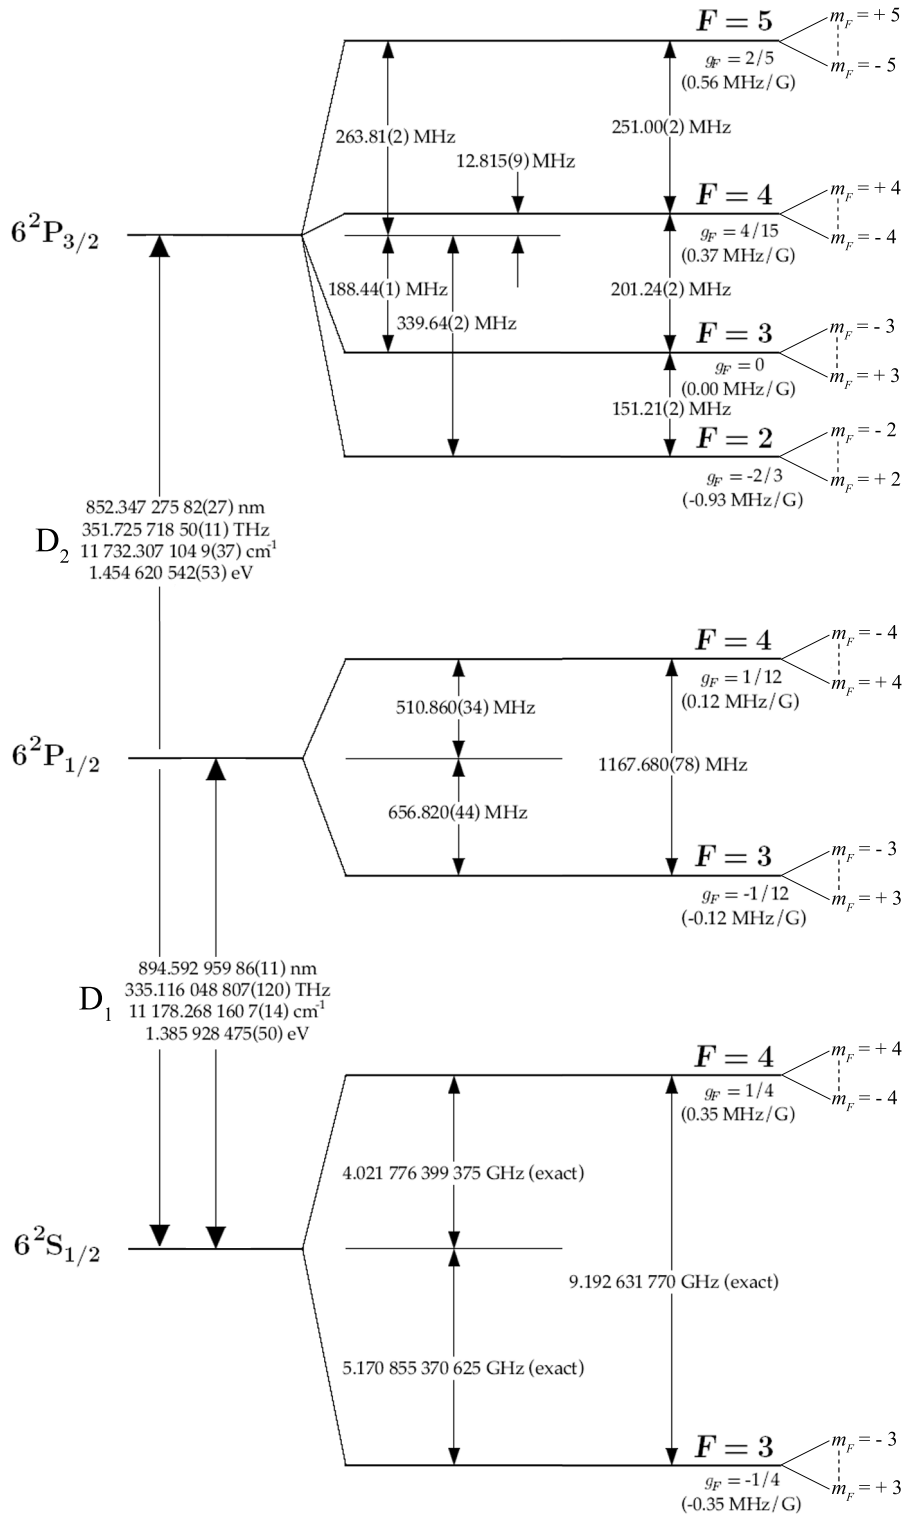 F = 5
m_F = + 5
g_F = 2/5
m_F = - 5
(0.56 MHz/G)
263.81(2) MHz
251.00(2) MHz
12.815(9) MHz
F = 4
m_F = + 4
6²P₃/₂
g_F = 4/15
m_F = - 4
(0.37 MHz/G)
188.44(1) MHz
201.24(2) MHz
339.64(2) MHz
F = 3
m_F = - 3
g_F = 0
m_F = + 3
(0.00 MHz/G)
151.21(2) MHz
F = 2
m_F = - 2
g_F = -2/3
m_F = + 2
(-0.93 MHz/G)
D₂
852.347 275 82(27) nm
351.725 718 50(11) THz
11 732.307 104 9(37) cm⁻¹
1.454 620 542(53) eV
F = 4
m_F = - 4
g_F = 1/12
m_F = + 4
(0.12 MHz/G)
510.860(34) MHz
6²P₁/₂
1167.680(78) MHz
656.820(44) MHz
F = 3
m_F = - 3
g_F = -1/12
m_F = + 3
(-0.12 MHz/G)
D₁
894.592 959 86(11) nm
335.116 048 807(120) THz
11 178.268 160 7(14) cm⁻¹
1.385 928 475(50) eV
F = 4
m_F = + 4
g_F = 1/4
m_F = - 4
(0.35 MHz/G)
4.021 776 399 375 GHz (exact)
6²S₁/₂
9.192 631 770 GHz (exact)
5.170 855 370 625 GHz (exact)
F = 3
m_F = - 3
g_F = -1/4
m_F = + 3
(-0.35 MHz/G)